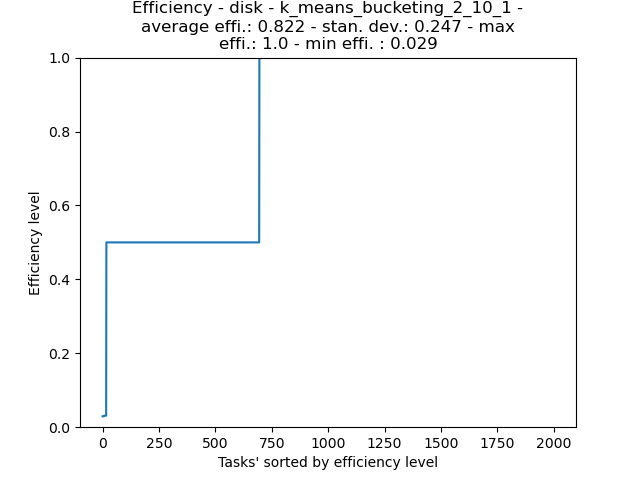 Efficiency - disk - k_means_bucketing_2_10_1 -
average effi.: 0.822 - stan. dev.: 0.247 - max
effi.: 1.0 - min effi. : 0.029
1.0
0.8
0.6
0.4
0.2
0.0
Efficiency level
0 250 500 750 1000 1250 1500 1750 2000
Tasks' sorted by efficiency level